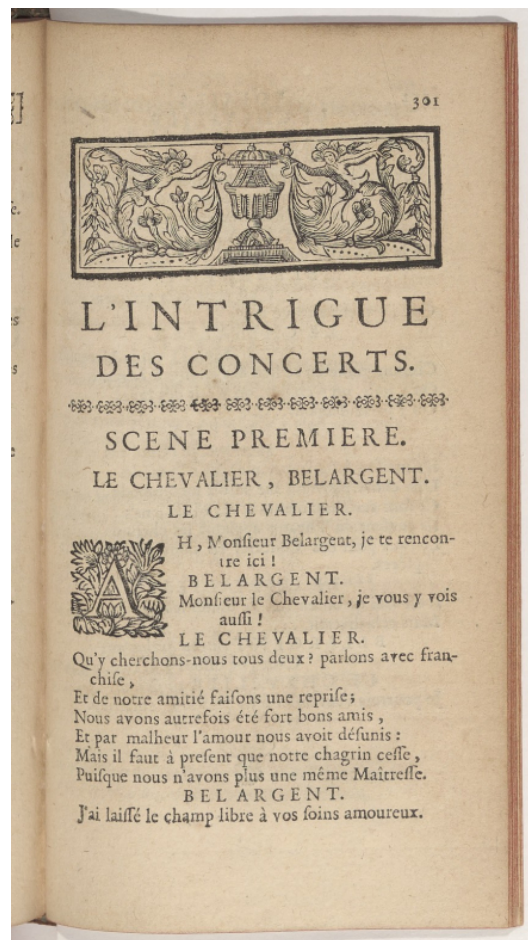 301
L'INTRIGUE
DES CONCERTS.
SCENE PREMIERE.
LE CHEVALIER, BELARGENT.
LE CHEVALIER.
AH, Monſieur Belargent, je te rencon-
tre ici !
BELARGENT.
Monſieur le Chevalier, je vous y vois
auſſi !
LE CHEVALIER.
Qu'y cherchons-nous tous deux ? parlons avec fran-
chiſe,
Et de notre amitié faiſons une repriſe;
Nous avons autrefois été fort bons amis,
Et par malheur l'amour nous avoit déſunis :
Mais il faut à preſent que notre chagrin ceſſe,
Puiſque nous n'avons plus une même Maîtreſſe.
BELARGENT.
J'ai laiſſé le champ libre à vos ſoins amoureux.